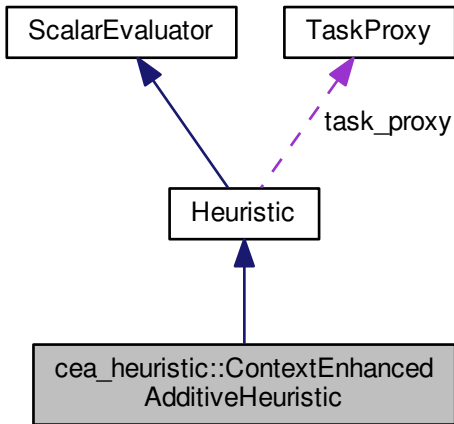 ScalarEvaluator
TaskProxy
task_proxy
Heuristic
cea_heuristic::ContextEnhanced
AdditiveHeuristic